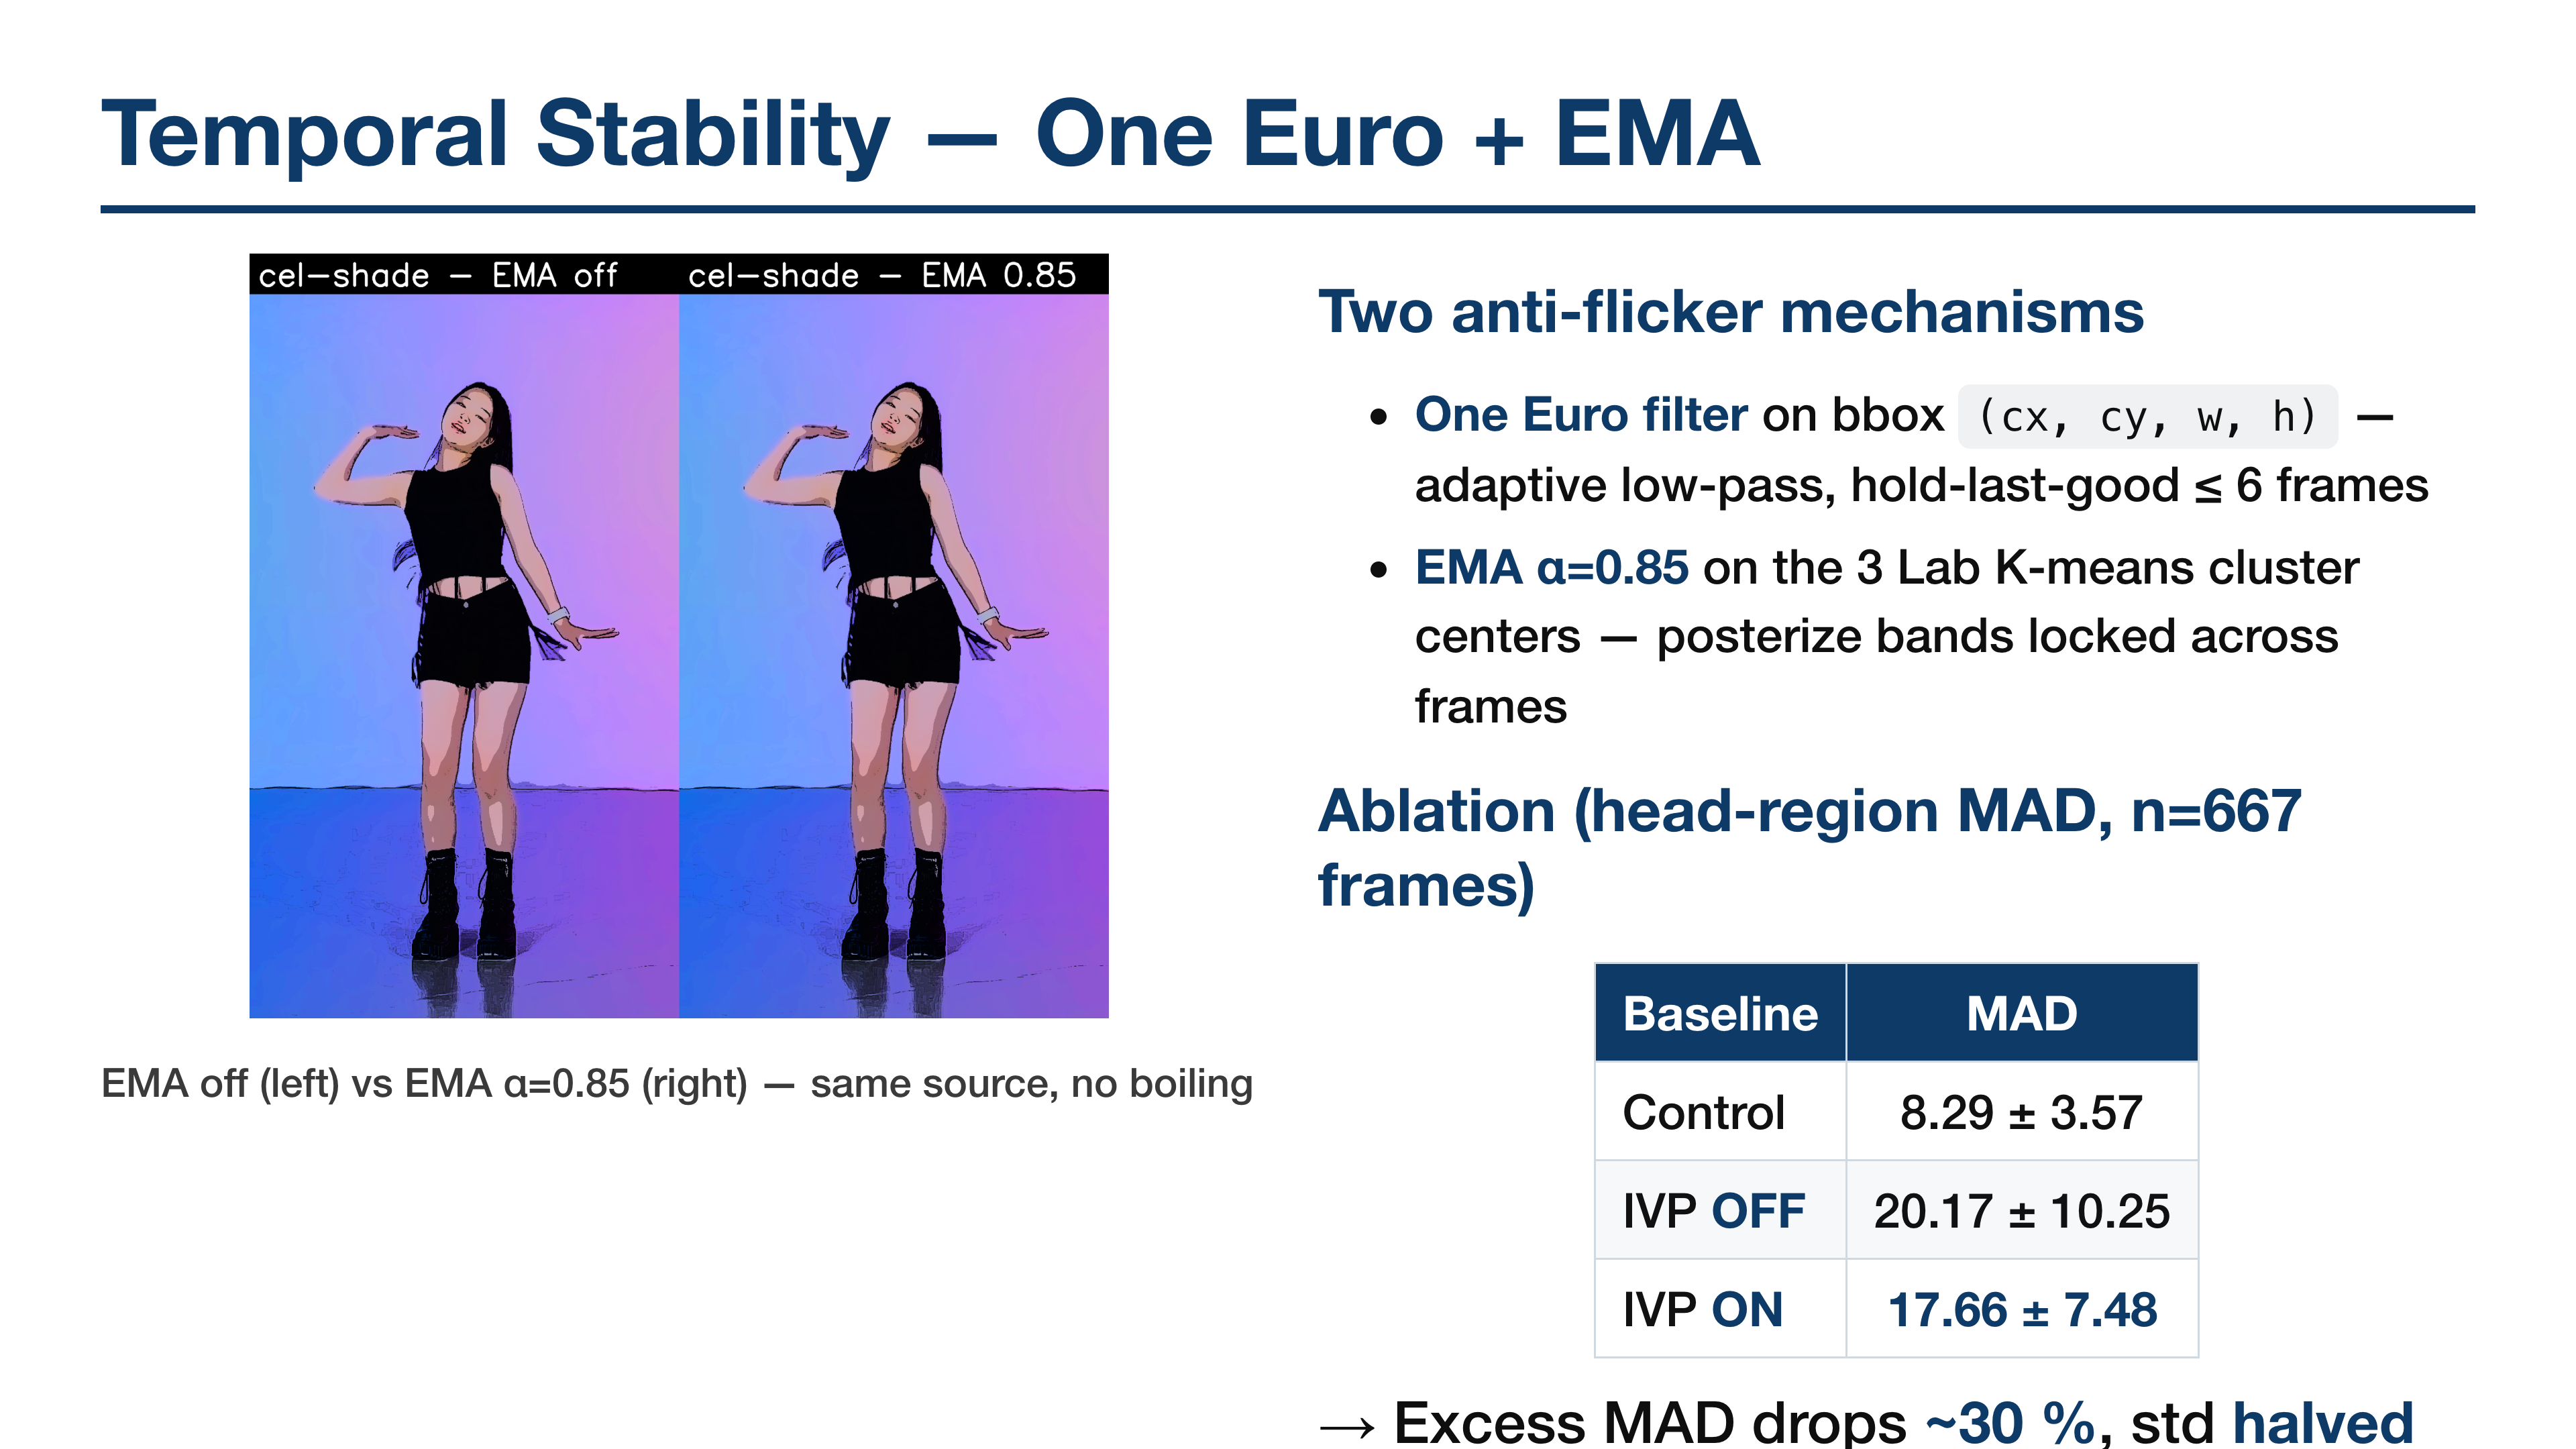 Temporal Stability — One Euro + EMA
cel-shade - EMA off
cel-shade - EMA 0.85
EMA off (left) vs EMA α=0.85 (right) — same source, no boiling
Two anti-flicker mechanisms
• One Euro filter on bbox (cx, cy, w, h) —
adaptive low-pass, hold-last-good ≤ 6 frames
• EMA α=0.85 on the 3 Lab K-means cluster
centers — posterize bands locked across
frames
Ablation (head-region MAD, n=667
frames)
Baseline MAD
Control 8.29 ± 3.57
IVP OFF 20.17 ± 10.25
IVP ON 17.66 ± 7.48
→ Excess MAD drops ~30 %, std halved